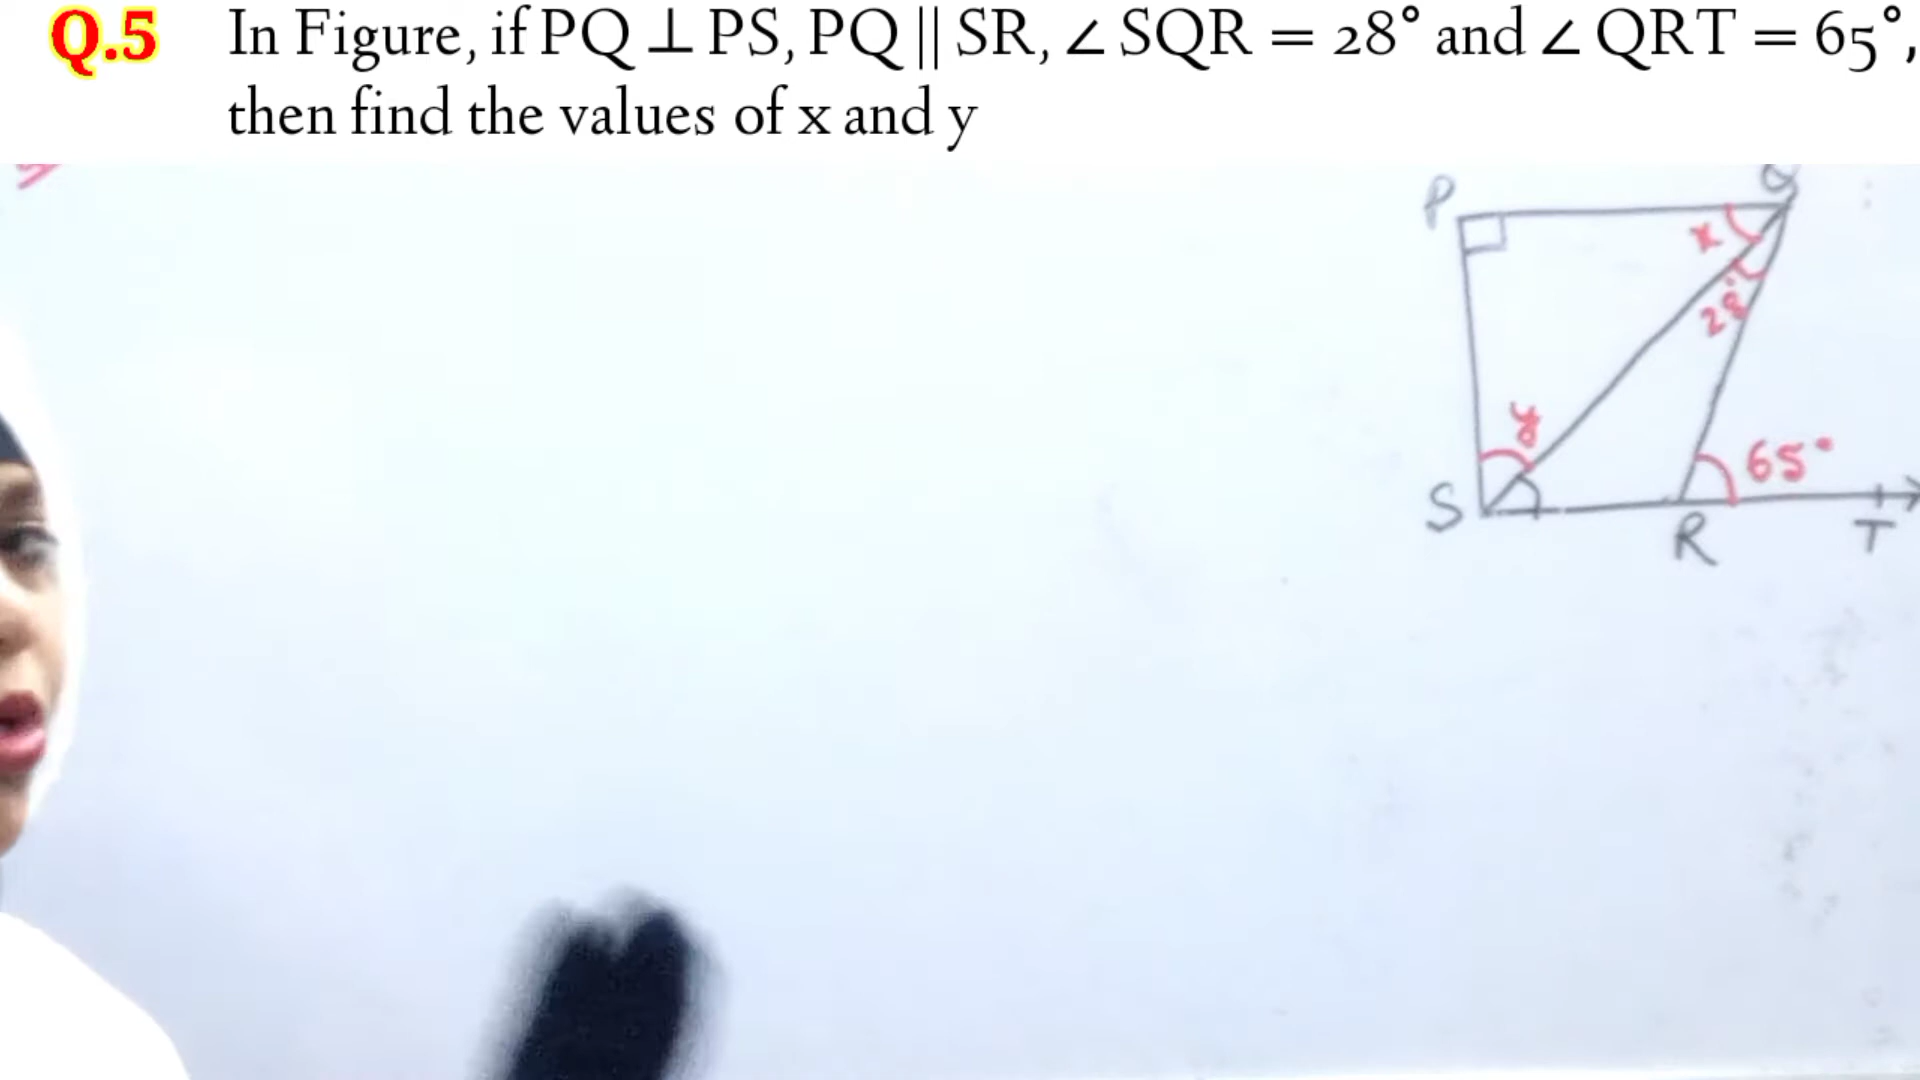 Q.5 In Figure, if PQ ⊥ PS, PQ || SR, ∠ SQR = 28° and ∠ QRT = 65°,
then find the values of x and y
P Q
x
28°
y
65°
S R T